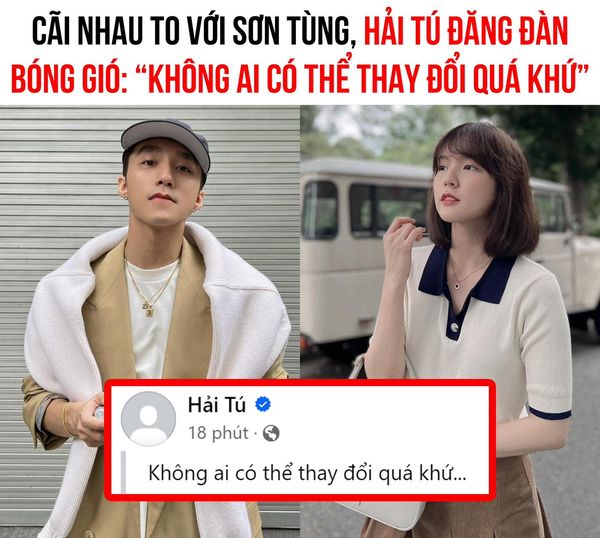 CÃI NHAU TO VỚI SƠN TÙNG, HẢI TÚ ĐĂNG ĐÀN
BÓNG GIÓ: “KHÔNG AI CÓ THỂ THAY ĐỔI QUÁ KHỨ”
Hải Tú
18 phút ·
Không ai có thể thay đổi quá khứ...